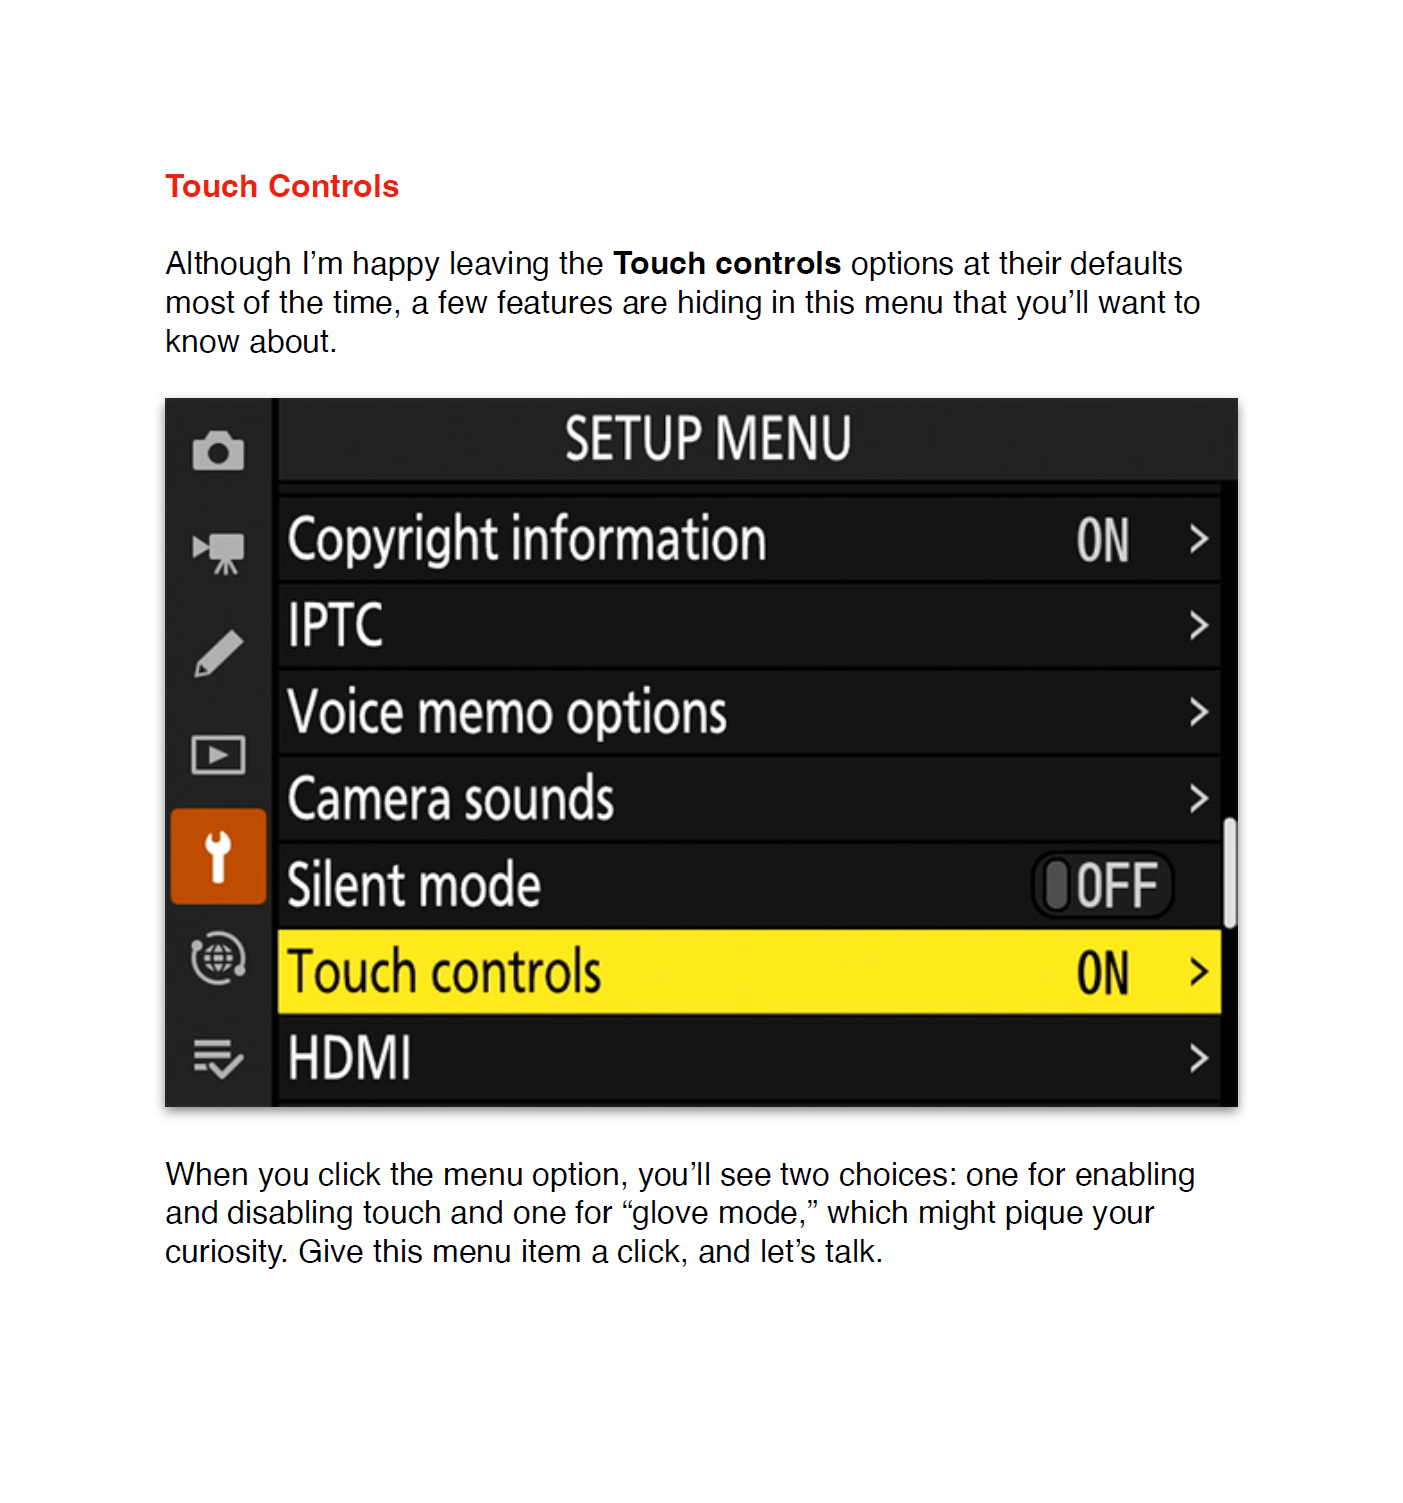 Touch Controls
Although I’m happy leaving the Touch controls options at their defaults
most of the time, a few features are hiding in this menu that you’ll want to
know about.
SETUP MENU
Copyright information ON >
IPTC >
Voice memo options >
Camera sounds >
Silent mode OFF
Touch controls ON >
HDMI >
When you click the menu option, you’ll see two choices: one for enabling
and disabling touch and one for “glove mode,” which might pique your
curiosity. Give this menu item a click, and let’s talk.